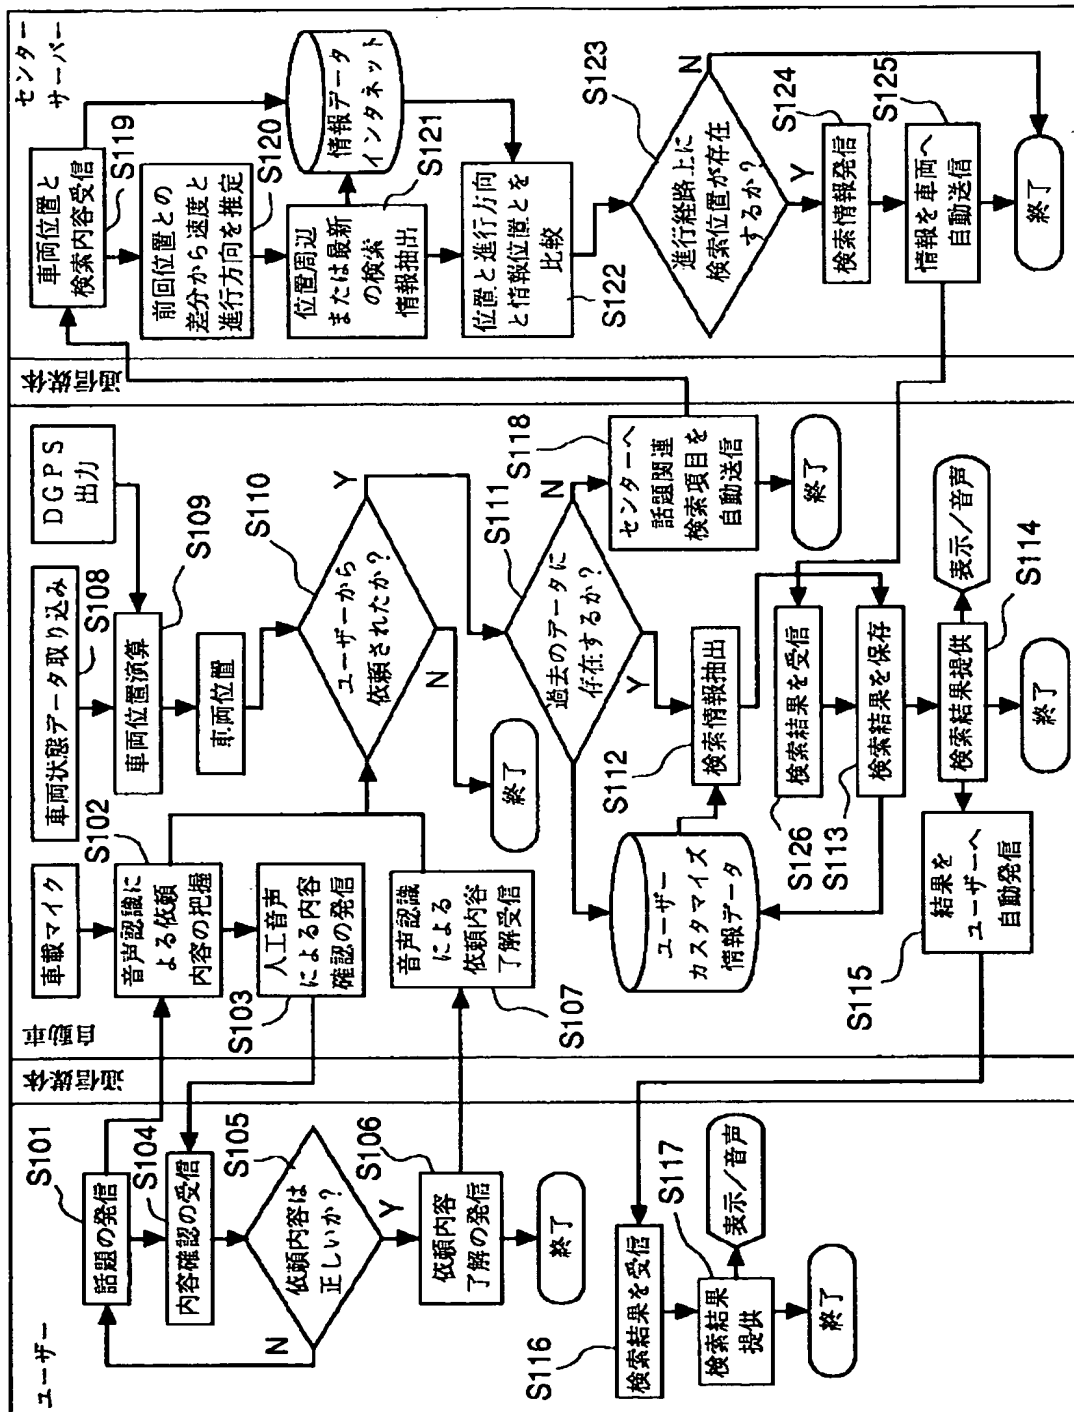 ユーザー
話題の発信
S101
内容確認の受信
S104
依頼内容は
正しいか?
S105
N
Y
依頼内容
了解の発信
S106
終了
検索結果を受信
S116
検索結果
提供
S117
表示/音声
終了
通信媒体
自動車
車載マイク
音声認識に
よる依頼
内容の把握
S102
人工音声
による内容
確認の発信
S103
音声認識
による
依頼内容
了解受信
S107
車両状態データ取り込み
S108
DGPS
出力
車両位置演算
S109
車両位置
ユーザーから
依頼されたか?
S110
Y
N
終了
過去のデータに
存在するか?
S111
N
Y
ユーザー
カスタマイズ
情報データ
検索情報抽出
S112
センターへ
話題関連
検索項目を
自動送信
S118
終了
検索結果を受信
S126
検索結果を保存
S113
検索結果提供
S114
表示/音声
終了
結果を
ユーザーへ
自動発信
S115
通信媒体
センター
サーバー
車両位置と
検索内容受信
S119
前回位置との
差分から速度と
進行方向を推定
S120
位置周辺
または最新
の検索
情報抽出
S121
情報データ
インタネット
位置と進行方向
と情報位置とを
比較
S122
進行経路上に
検索位置が存在
するか?
S123
N
Y
検索情報発信
S124
情報を車両へ
自動送信
S125
終了